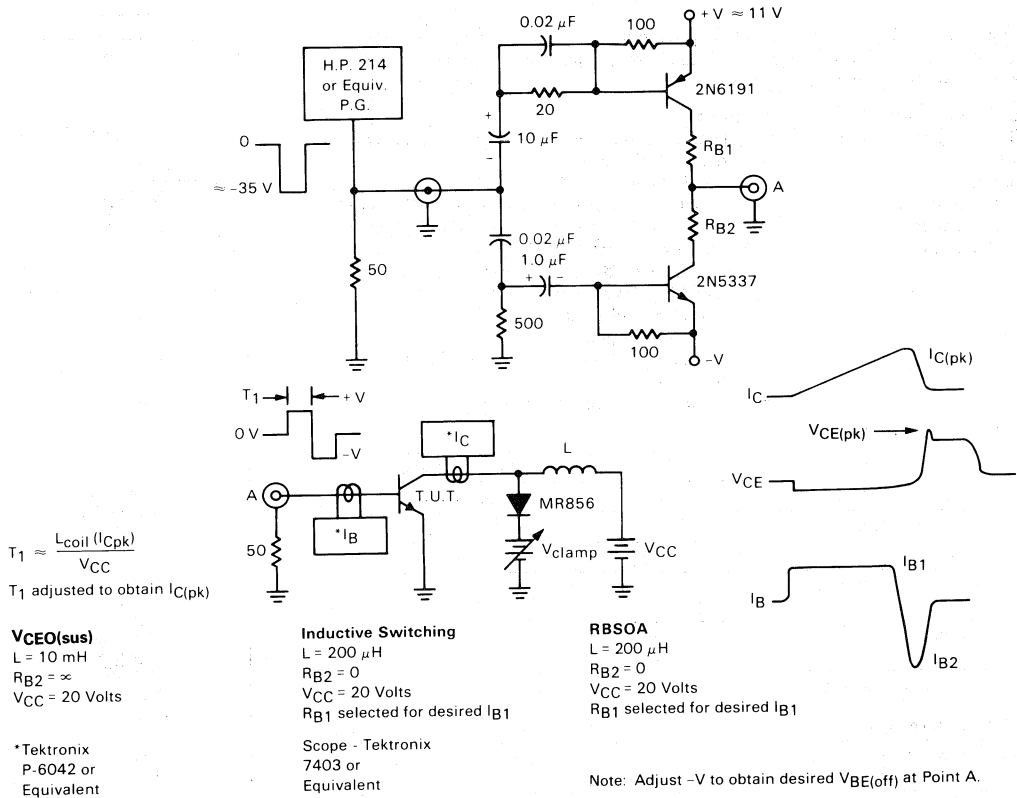 0.02 μF
100
+V ≈ 11 V
H.P. 214
or Equiv.
P.G.
20
2N6191
+
10 μF
–
RB1
0
≈ –35 V
A
RB2
0.02 μF
1.0 μF
+ –
2N5337
50
500
100
–V
IC(pk)
IC
T1
+V
0 V
–V
*IC
L
VCE(pk)
VCE
A
T.U.T.
MR856
*IB
50
Vclamp
VCC
T1 ≈ Lcoil (ICpk)
VCC
T1 adjusted to obtain IC(pk)
IB1
IB
IB2
VCEO(sus)
L = 10 mH
RB2 = ∞
VCC = 20 Volts
Inductive Switching
L = 200 μH
RB2 = 0
VCC = 20 Volts
RB1 selected for desired IB1
RBSOA
L = 200 μH
RB2 = 0
VCC = 20 Volts
RB1 selected for desired IB1
*Tektronix
P-6042 or
Equivalent
Scope - Tektronix
7403 or
Equivalent
Note: Adjust –V to obtain desired VBE(off) at Point A.